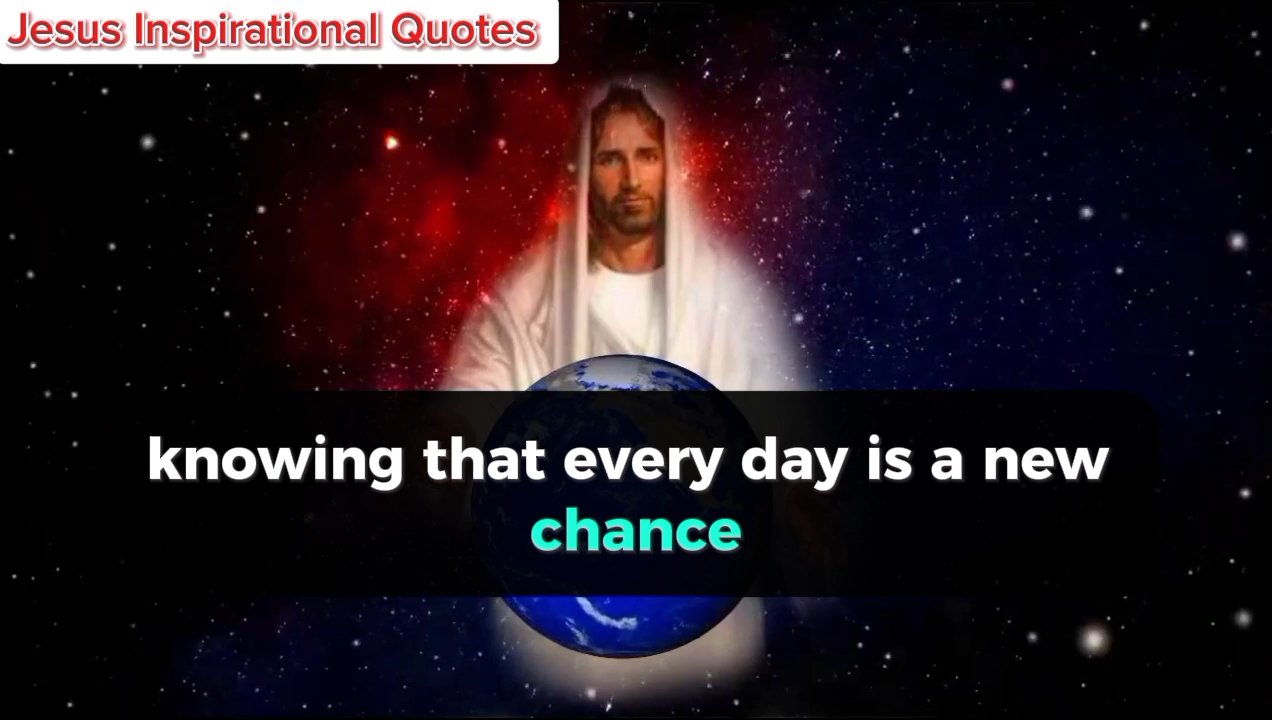 Jesus Inspirational Quotes
knowing that every day is a new
chance